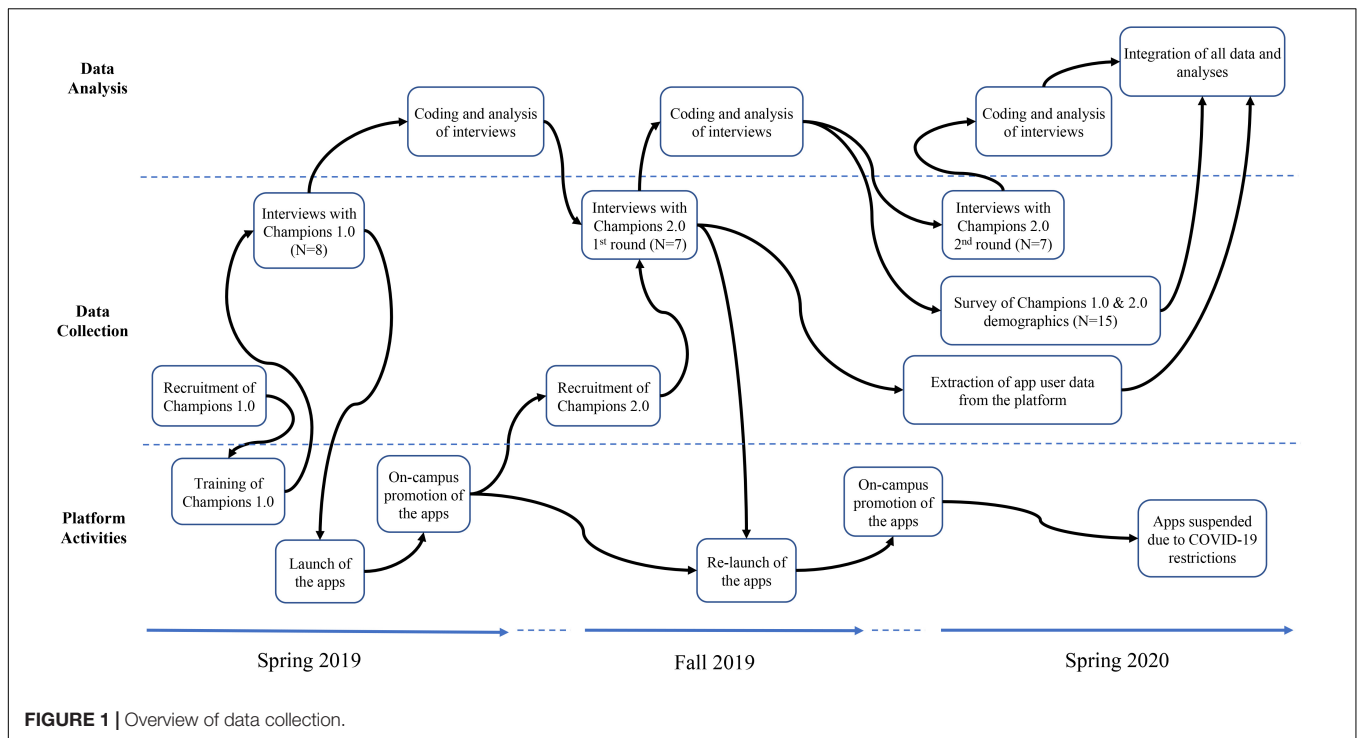 Data
Analysis
Integration of all data and
analyses
Coding and analysis
of interviews
Coding and analysis
of interviews
Coding and analysis
of interviews
Data
Collection
Interviews with
Champions 1.0
(N=8)
Interviews with
Champions 2.0
1st round (N=7)
Interviews with
Champions 2.0
2nd round (N=7)
Survey of Champions 1.0 & 2.0
demographics (N=15)
Recruitment of
Champions 1.0
Recruitment of
Champions 2.0
Extraction of app user data
from the platform
Platform
Activities
Training of
Champions 1.0
On-campus
promotion of
the apps
On-campus
promotion of
the apps
Launch of
the apps
Re-launch of
the apps
Apps suspended
due to COVID-19
restrictions
Spring 2019
Fall 2019
Spring 2020
FIGURE 1 | Overview of data collection.